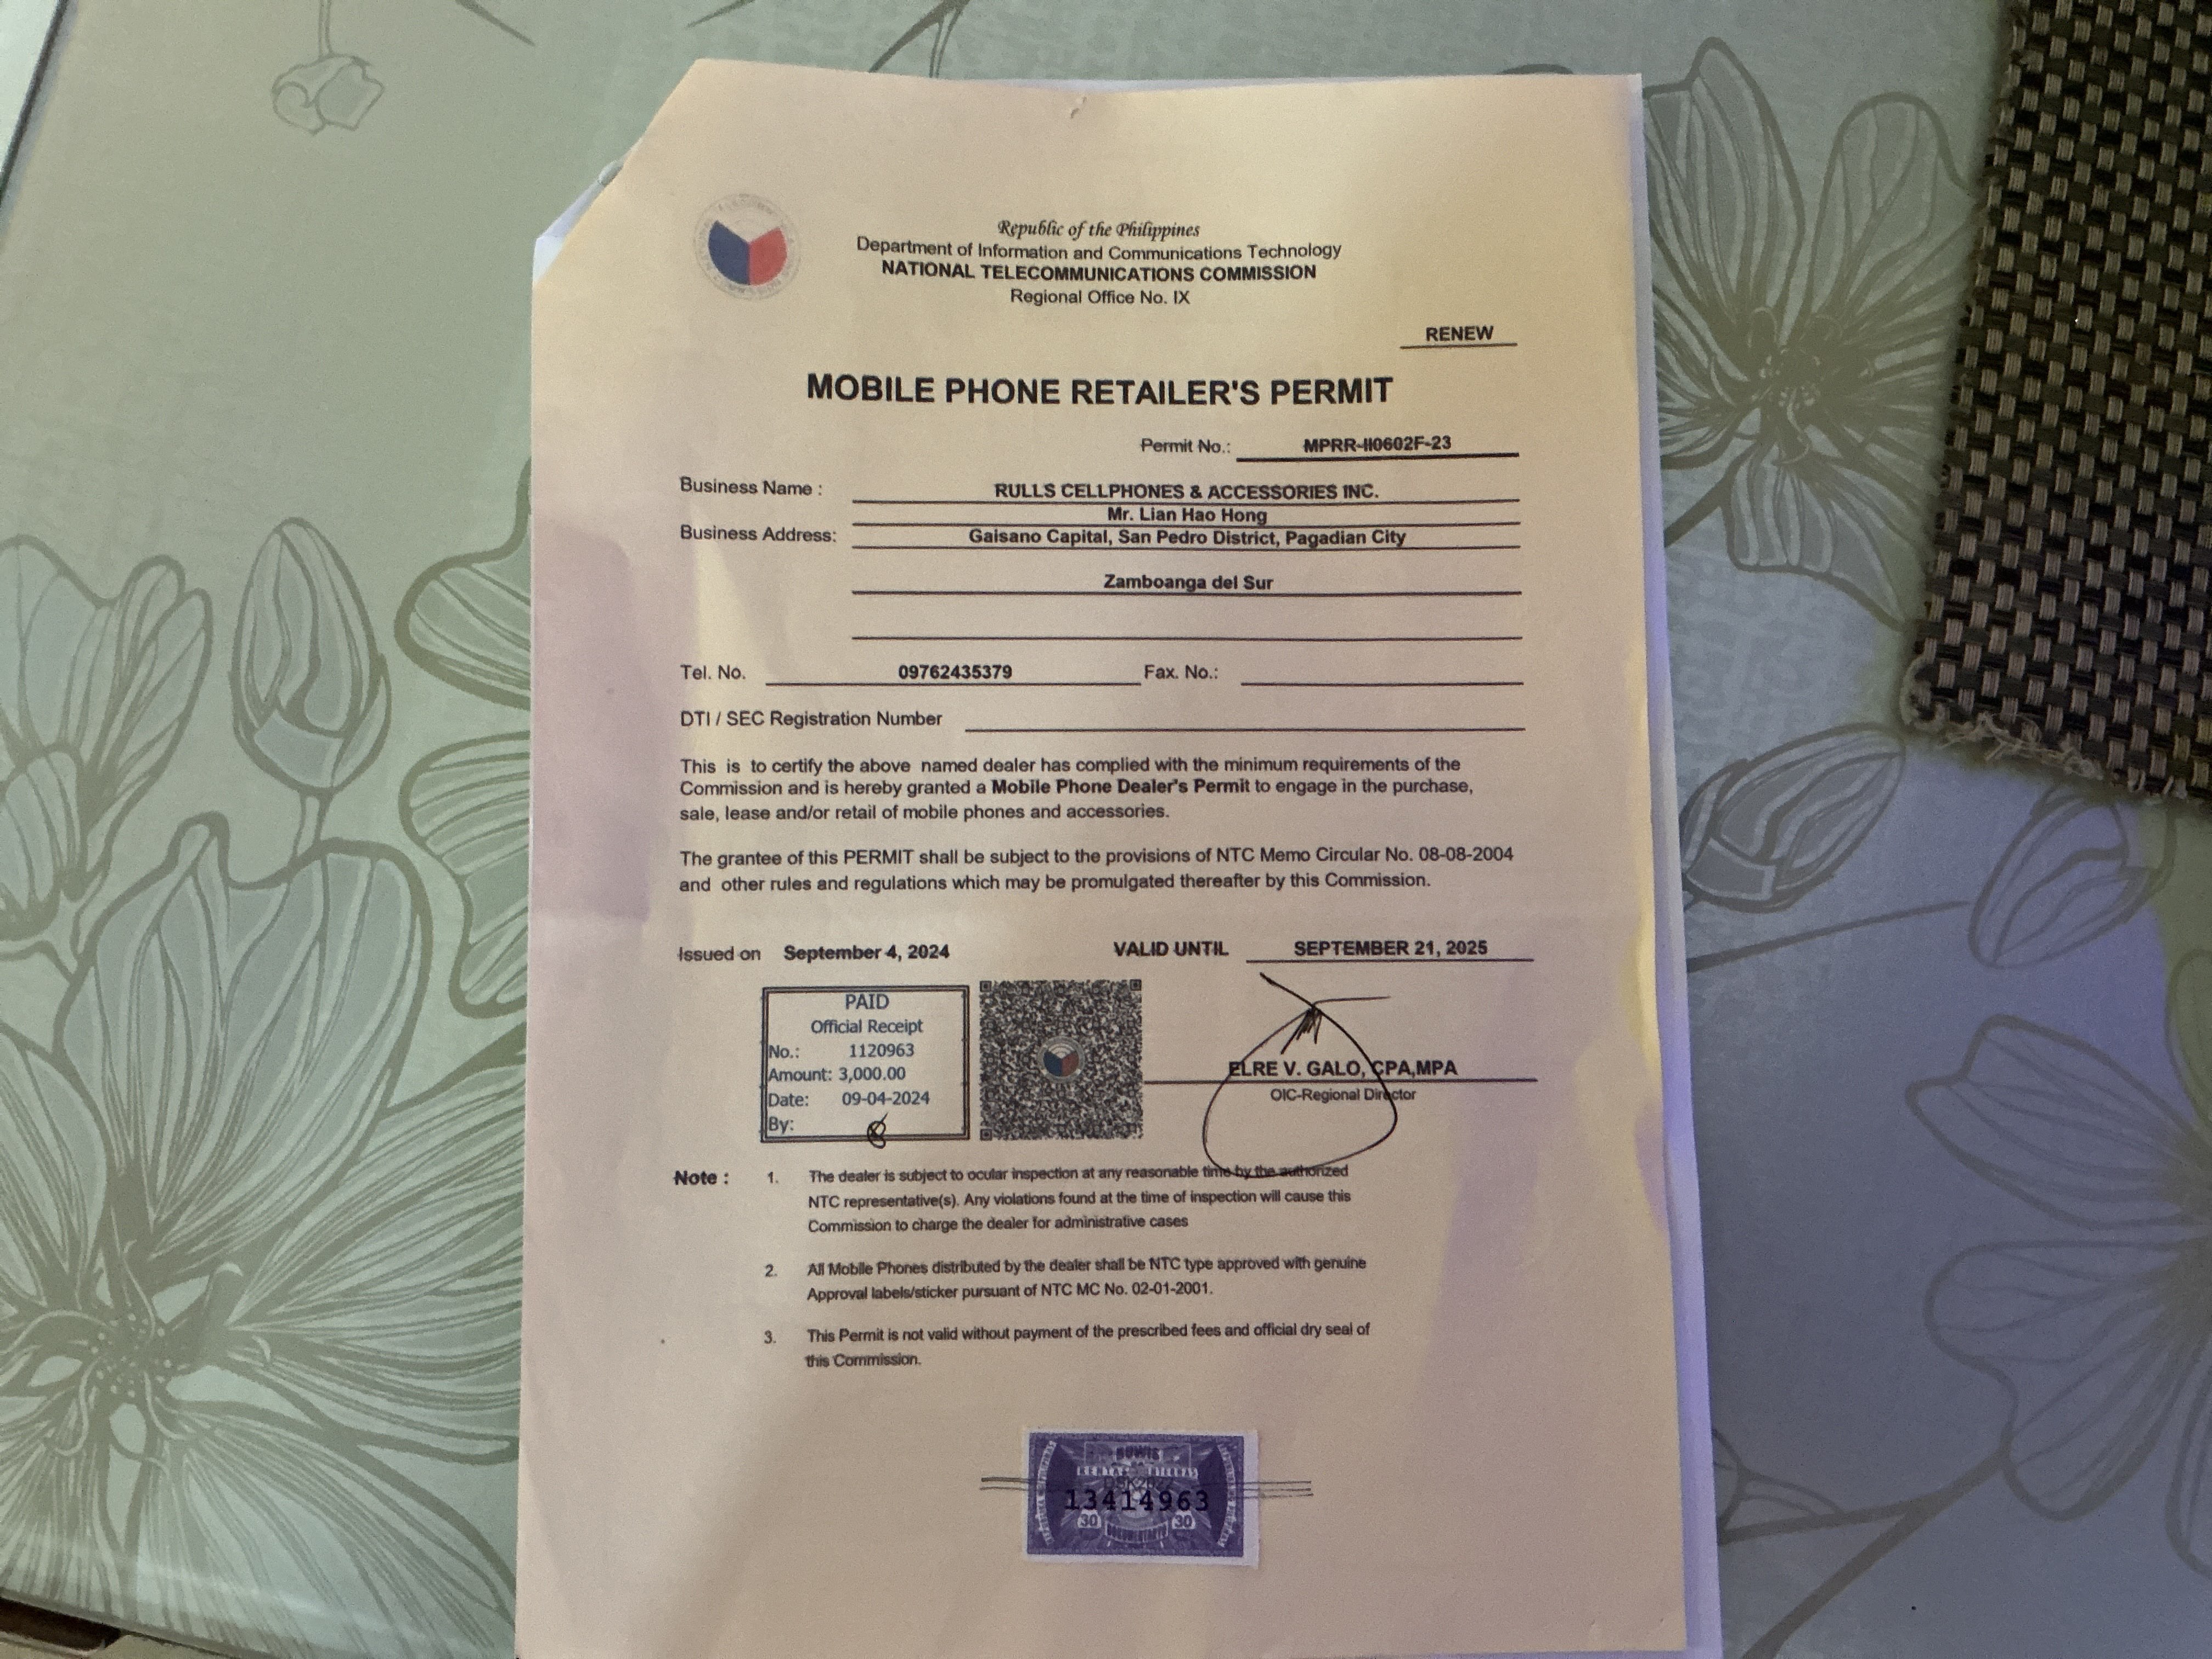 Republic of the Philippines
Department of Information and Communications Technology
NATIONAL TELECOMMUNICATIONS COMMISSION
Regional Office No. IX
RENEW
MOBILE PHONE RETAILER'S PERMIT
Permit No.: MPRR-II0602F-23
Business Name : RULLS CELLPHONES & ACCESSORIES INC.
Mr. Lian Hao Hong
Business Address: Gaisano Capital, San Pedro District, Pagadian City
Zamboanga del Sur
Tel. No. 09762435379 Fax. No.:
DTI / SEC Registration Number
This is to certify the above named dealer has complied with the minimum requirements of the
Commission and is hereby granted a Mobile Phone Dealer's Permit to engage in the purchase,
sale, lease and/or retail of mobile phones and accessories.
The grantee of this PERMIT shall be subject to the provisions of NTC Memo Circular No. 08-08-2004
and other rules and regulations which may be promulgated thereafter by this Commission.
Issued on September 4, 2024 VALID UNTIL SEPTEMBER 21, 2025
PAID
Official Receipt
No.: 1120963
Amount: 3,000.00
Date: 09-04-2024
By:
ELRE V. GALO, CPA,MPA
OIC-Regional Director
Note : 1. The dealer is subject to ocular inspection at any reasonable time by the authorized
NTC representative(s). Any violations found at the time of inspection will cause this
Commission to charge the dealer for administrative cases
2. All Mobile Phones distributed by the dealer shall be NTC type approved with genuine
Approval labels/sticker pursuant of NTC MC No. 02-01-2001.
3. This Permit is not valid without payment of the prescribed fees and official dry seal of
this Commission.
BUWIS
RENTAS INTERNAS
13414963
30 30